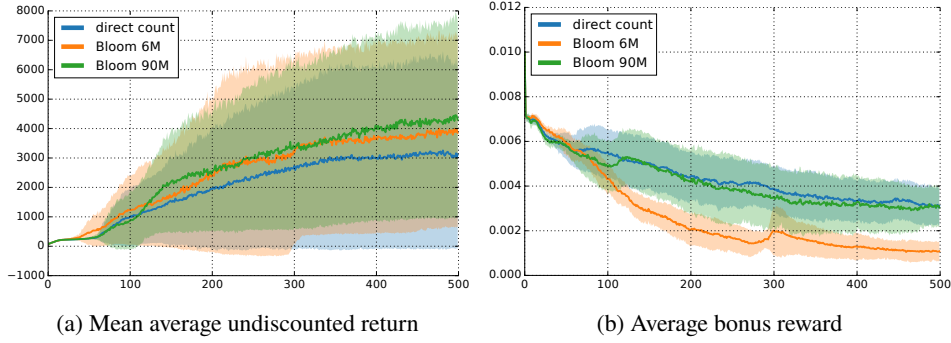 8000
7000
6000
5000
4000
3000
2000
1000
0
−1000
0 100 200 300 400 500
direct count
Bloom 6M
Bloom 90M
(a) Mean average undiscounted return
0.012
0.010
0.008
0.006
0.004
0.002
0.000
0 100 200 300 400 500
direct count
Bloom 6M
Bloom 90M
(b) Average bonus reward